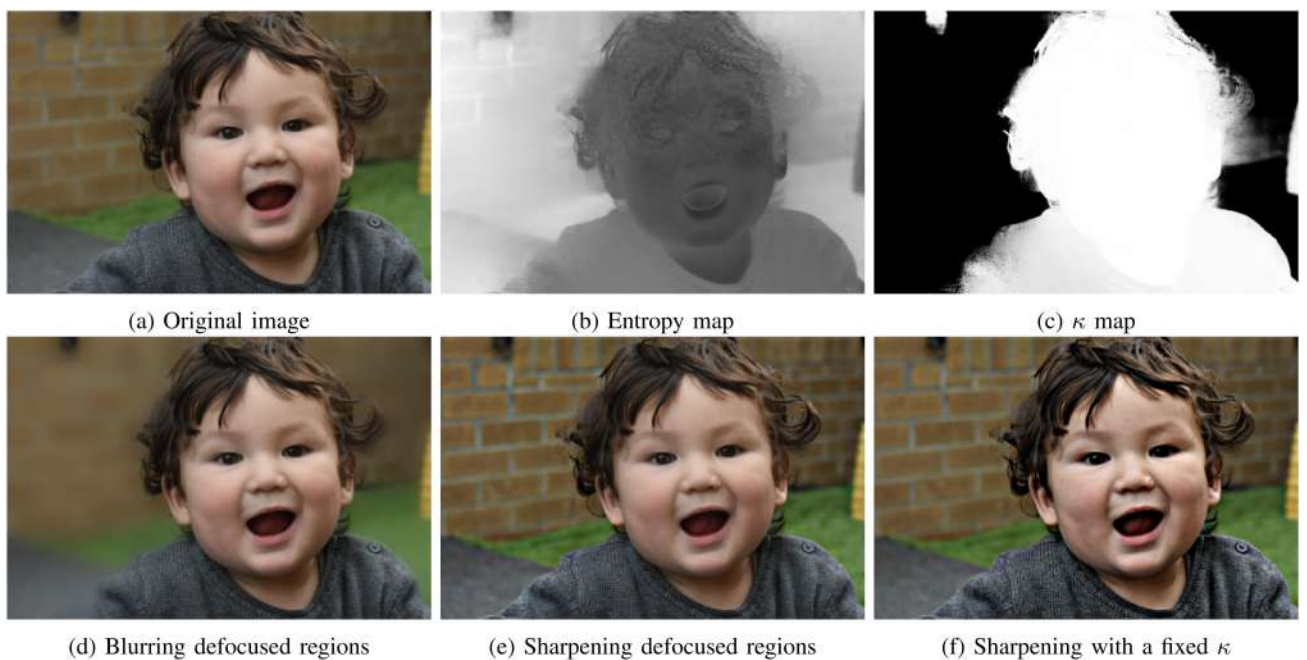 (a) Original image
(b) Entropy map
(c) κ map
(d) Blurring defocused regions
(e) Sharpening defocused regions
(f) Sharpening with a fixed κ